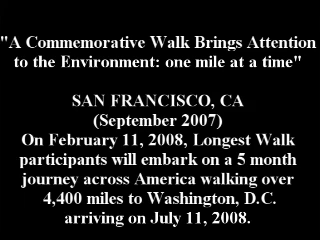 "A Commemorative Walk Brings Attention
to the Environment: one mile at a time"
SAN FRANCISCO, CA
(September 2007)
On February 11, 2008, Longest Walk
participants will embark on a 5 month
journey across America walking over
4,400 miles to Washington, D.C.
arriving on July 11, 2008.